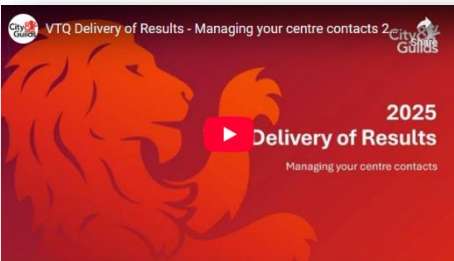 City &
Guilds
VTQ Delivery of Results - Managing your centre contacts 2...
City &
Guilds
Share
2025
Delivery of Results
Managing your centre contacts